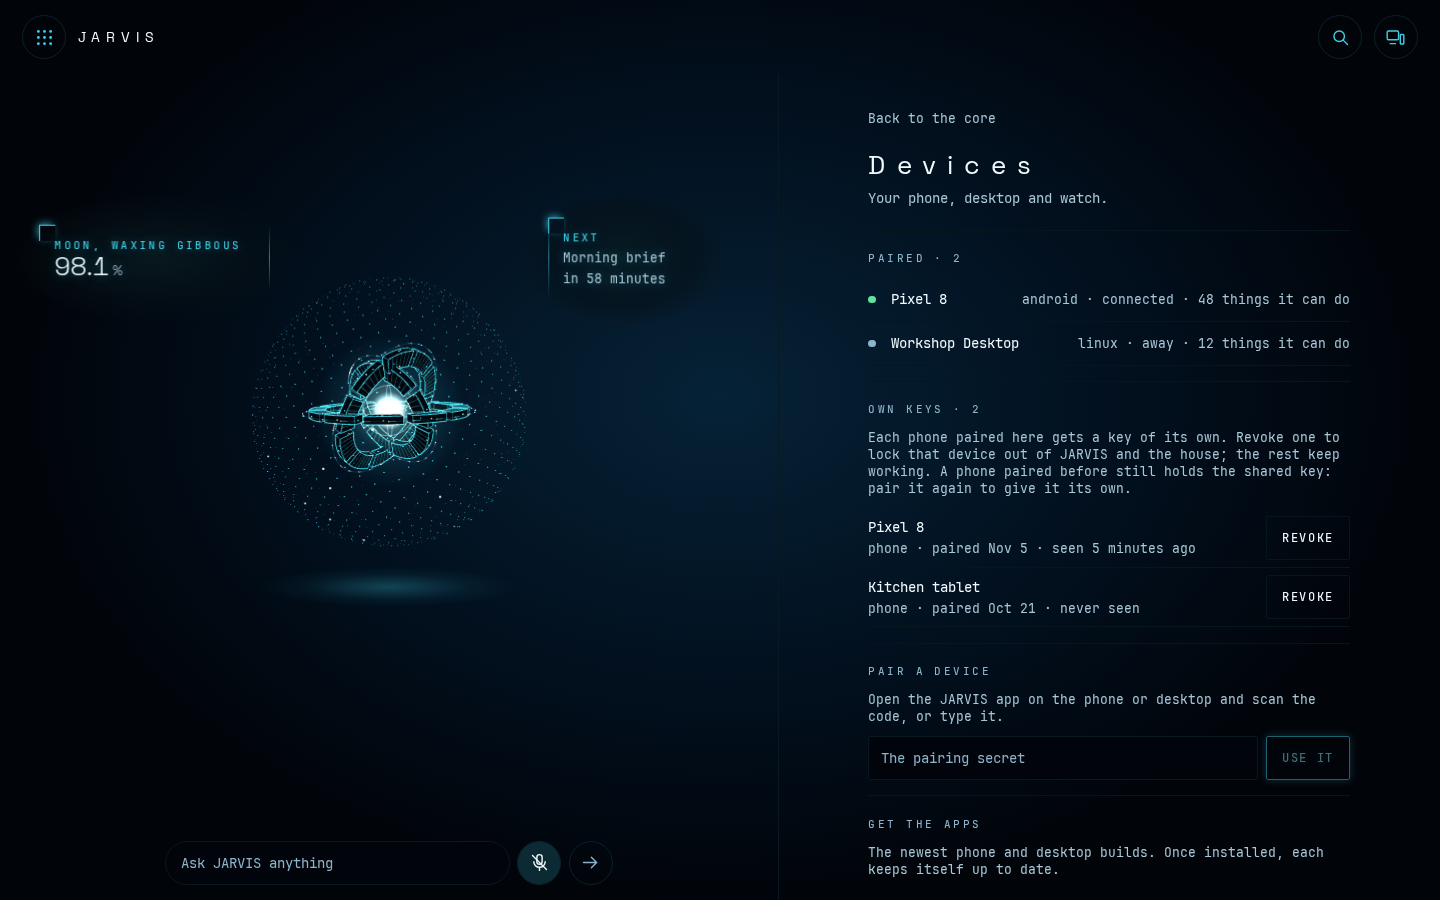 JARVIS
MOON, WAXING GIBBOUS
98.1 %
NEXT
Morning brief
in 58 minutes
Ask JARVIS anything
Back to the core
Devices
Your phone, desktop and watch.
PAIRED · 2
Pixel 8 android · connected · 48 things it can do
Workshop Desktop linux · away · 12 things it can do
OWN KEYS · 2
Each phone paired here gets a key of its own. Revoke one to
lock that device out of JARVIS and the house; the rest keep
working. A phone paired before still holds the shared key:
pair it again to give it its own.
Pixel 8
phone · paired Nov 5 · seen 5 minutes ago
REVOKE
Kitchen tablet
phone · paired Oct 21 · never seen
REVOKE
PAIR A DEVICE
Open the JARVIS app on the phone or desktop and scan the
code, or type it.
The pairing secret
USE IT
GET THE APPS
The newest phone and desktop builds. Once installed, each
keeps itself up to date.